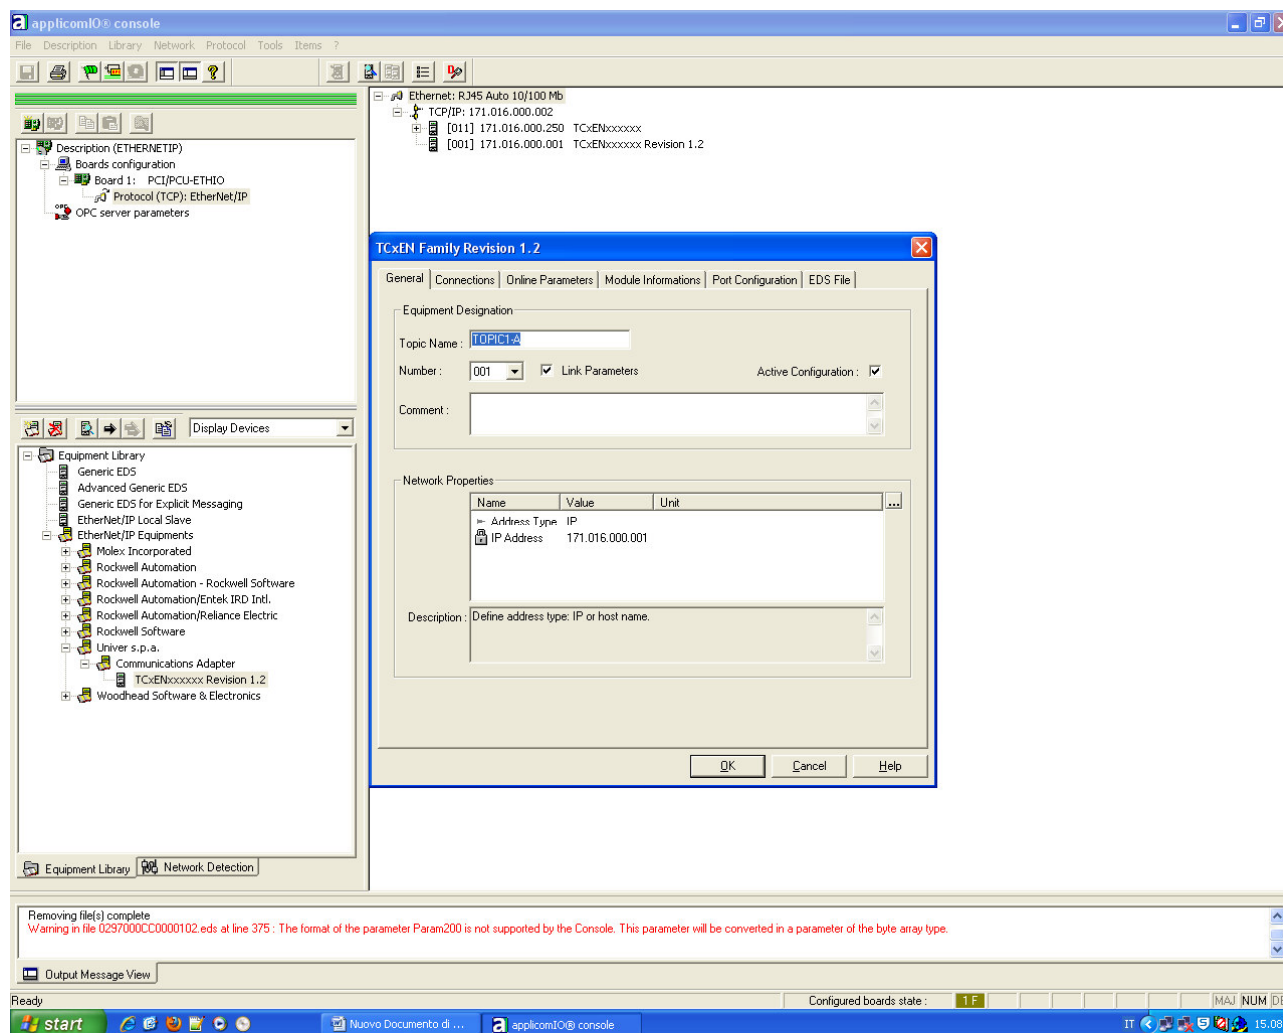 applicomIO® console
File Description Library Network Protocol Tools Items ?
Description (ETHERNETIP)
Boards configuration
Board 1: PCI/PCU-ETHIO
Protocol (TCP): EtherNet/IP
OPC server parameters
Ethernet: RJ45 Auto 10/100 Mb
TCP/IP: 171.016.000.002
[011] 171.016.000.250 TCxENxxxxxx
[001] 171.016.000.001 TCxENxxxxxx Revision 1.2
Display Devices
Equipment Library
Generic EDS
Advanced Generic EDS
Generic EDS for Explicit Messaging
EtherNet/IP Local Slave
EtherNet/IP Equipments
Molex Incorporated
Rockwell Automation
Rockwell Automation - Rockwell Software
Rockwell Automation/Entek IRD Intl.
Rockwell Automation/Reliance Electric
Rockwell Software
Univer s.p.a.
Communications Adapter
TCxENxxxxxx Revision 1.2
Woodhead Software & Electronics
Equipment Library Network Detection
TCxEN Family Revision 1.2
General Connections Online Parameters Module Informations Port Configuration EDS File
Equipment Designation
Topic Name : TOPIC1-A
Number : 001 Link Parameters Active Configuration :
Comment :
Network Properties
Name Value Unit
...
Address Type IP
IP Address 171.016.000.001
Description : Define address type: IP or host name.
OK Cancel Help
Removing file(s) complete
Warning in file 0297000CC0000102.eds at line 375 : The format of the parameter Param200 is not supported by the Console. This parameter will be converted in a parameter of the byte array type.
Output Message View
Ready Configured boards state : 1 F MAJ NUM
start Nuovo Documento di ... applicomIO® console IT 15.08